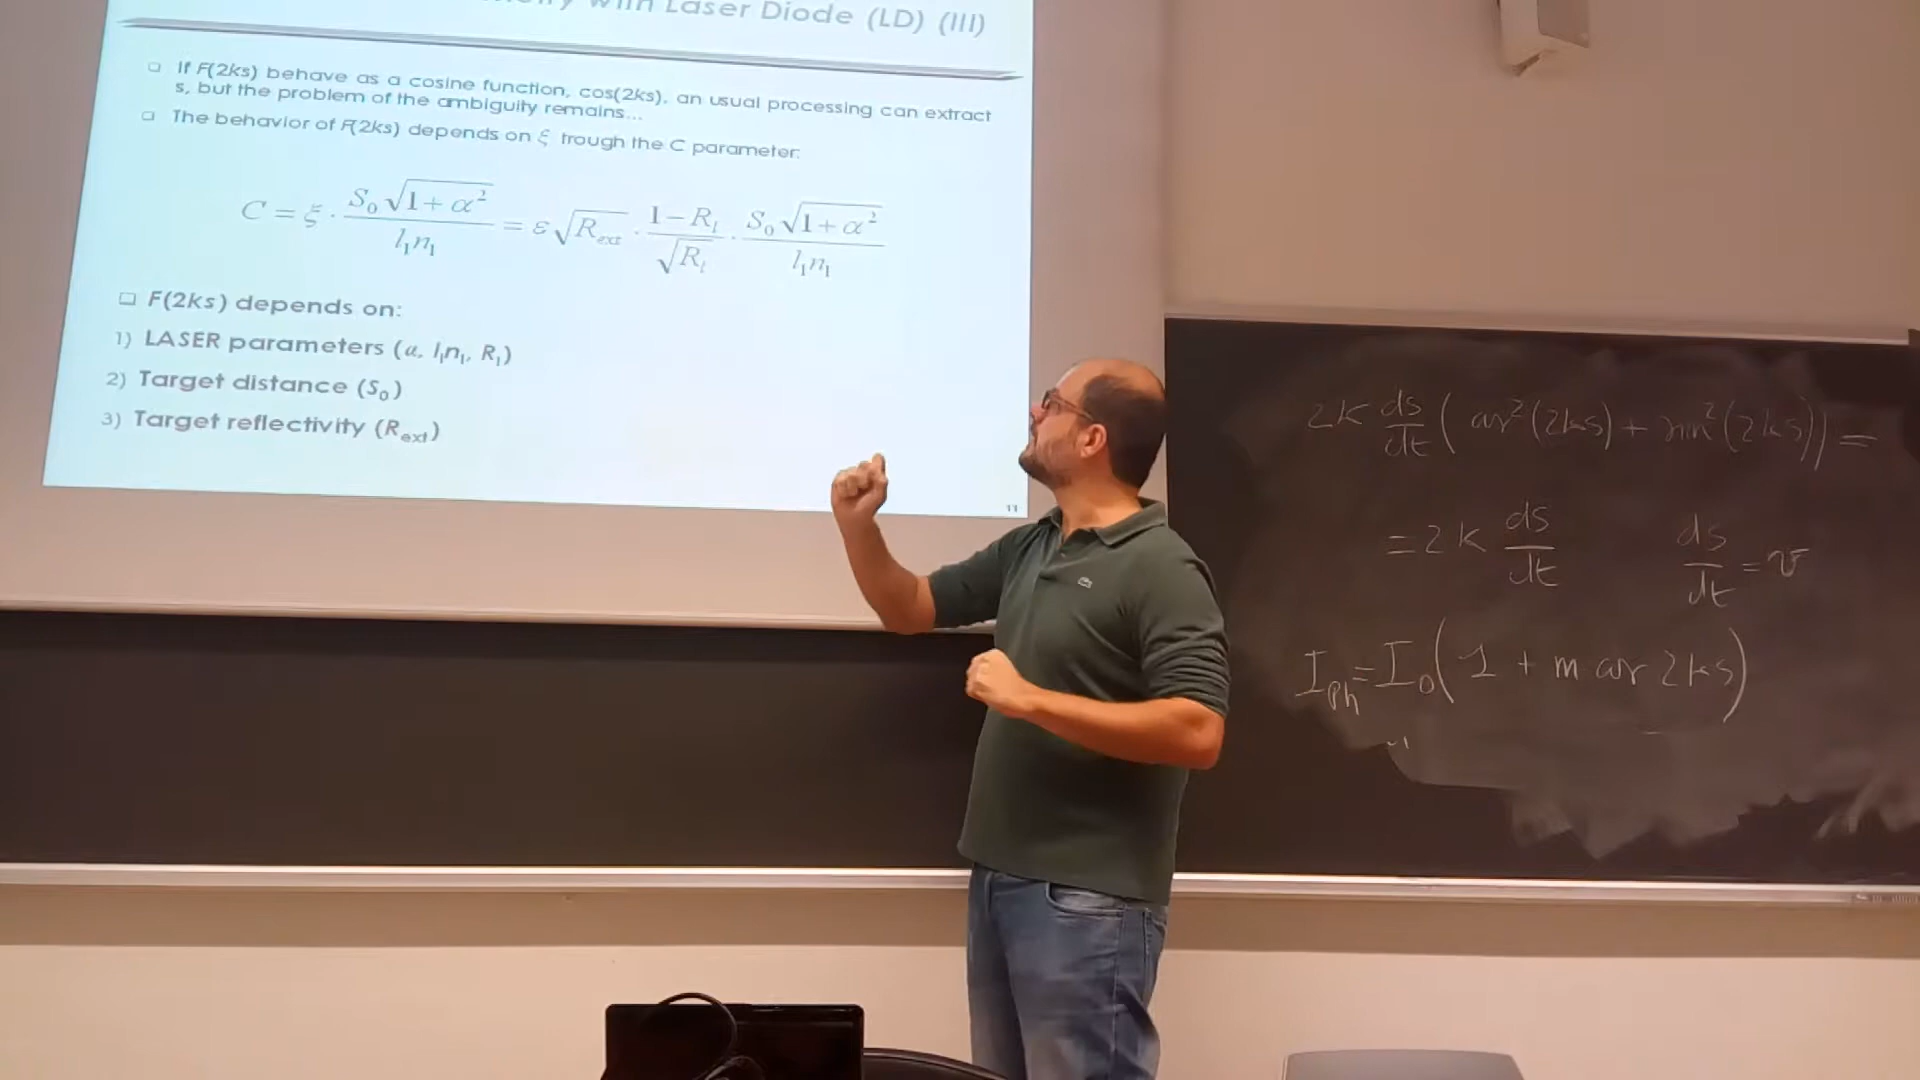 with Laser Diode (LD) (III)
❑ If F(2ks) behave as a cosine function, cos(2ks), an usual processing can extract
s, but the problem of the ambiguity remains...
❑ The behavior of F(2ks) depends on ξ trough the C parameter:
C = ξ · S₀√(1+α²) / (l₁n₁) = ε√R_ext · (1−R_l)/√R_l · S₀√(1+α²) / (l₁n₁)
❑ F(2ks) depends on:
1) LASER parameters (α, l₁n₁, R₁)
2) Target distance (S₀)
3) Target reflectivity (R_ext)
11
2k ds/dt (cos²(2ks) + sin²(2ks)) =
= 2k ds/dt    ds/dt = v
I_ph = I₀(1 + m cos 2ks)